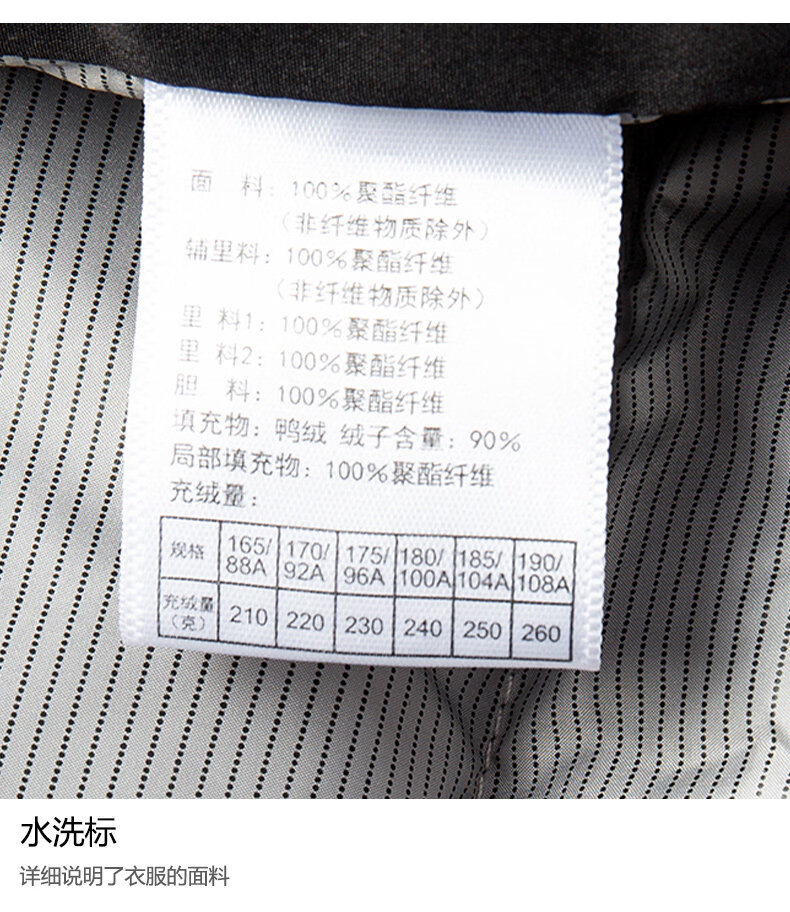 面 料：100%聚酯纤维
（非纤维物质除外）
辅里料：100%聚酯纤维
（非纤维物质除外）
里 料1：100%聚酯纤维
里 料2：100%聚酯纤维
胆 料：100%聚酯纤维
填充物：鸭绒 绒子含量：90%
局部填充物：100%聚酯纤维
充绒量：
规格 165/88A 170/92A 175/96A 180/100A 185/104A 190/108A
充绒量（克） 210 220 230 240 250 260
水洗标
详细说明了衣服的面料